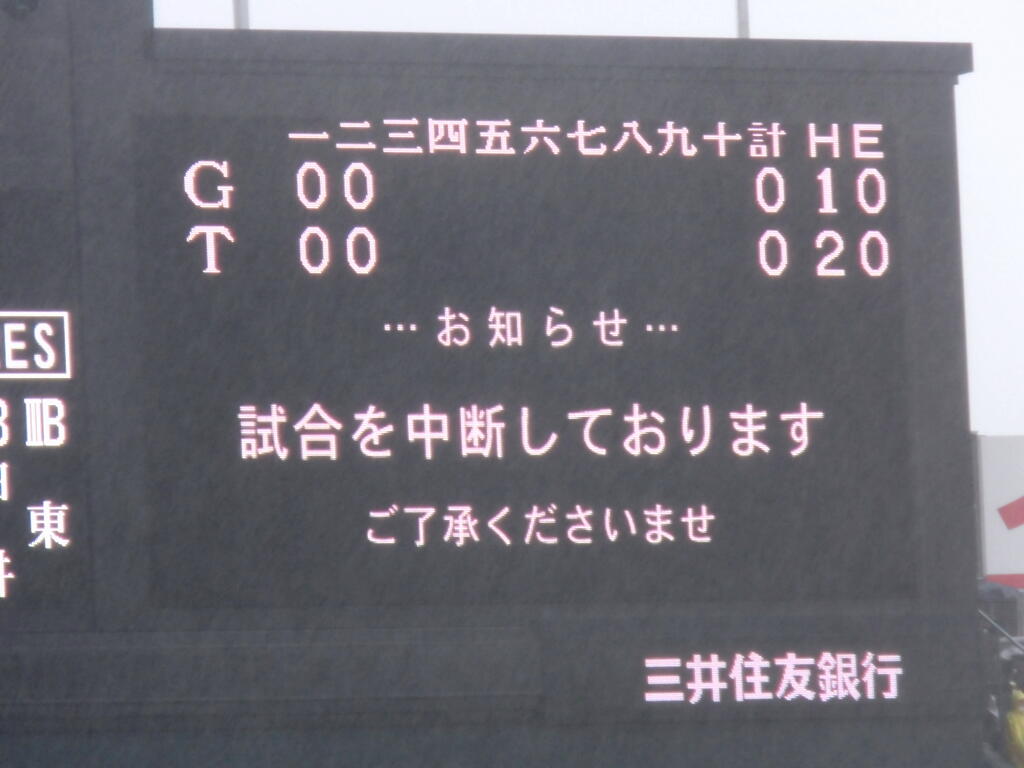 一二三四五六七八九十計 H E
G 0 0 0 1 0
T 0 0 0 2 0
…お知らせ…
試合を中断しております
ご了承くださいませ
三井住友銀行
ES
ⅢB
東